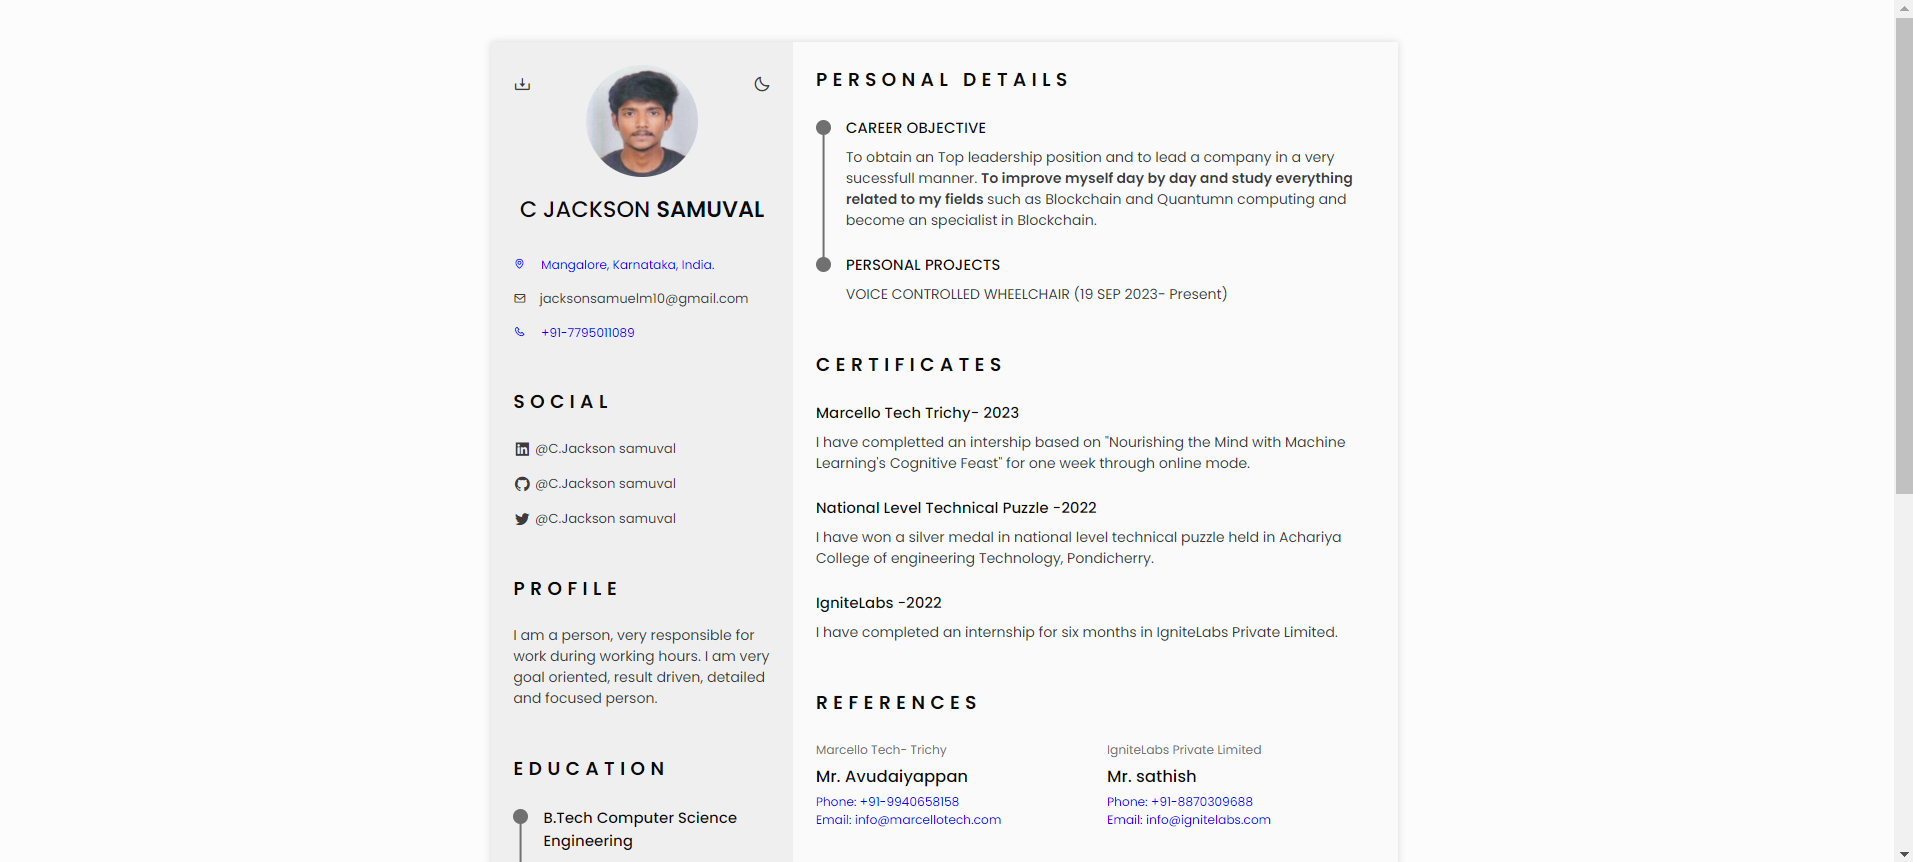 C JACKSON SAMUVAL
Mangalore, Karnataka, India.
jacksonsamuelm10@gmail.com
+91-7795011089
SOCIAL
@C.Jackson samuval
@C.Jackson samuval
@C.Jackson samuval
PROFILE
I am a person, very responsible for
work during working hours. I am very
goal oriented, result driven, detailed
and focused person.
EDUCATION
B.Tech Computer Science
Engineering
PERSONAL DETAILS
CAREER OBJECTIVE
To obtain an Top leadership position and to lead a company in a very
sucessfull manner. To improve myself day by day and study everything
related to my fields such as Blockchain and Quantumn computing and
become an specialist in Blockchain.
PERSONAL PROJECTS
VOICE CONTROLLED WHEELCHAIR (19 SEP 2023- Present)
CERTIFICATES
Marcello Tech Trichy- 2023
I have completted an intership based on "Nourishing the Mind with Machine
Learning's Cognitive Feast" for one week through online mode.
National Level Technical Puzzle -2022
I have won a silver medal in national level technical puzzle held in Achariya
College of engineering Technology, Pondicherry.
IgniteLabs -2022
I have completed an internship for six months in IgniteLabs Private Limited.
REFERENCES
Marcello Tech- Trichy
Mr. Avudaiyappan
Phone: +91-9940658158
Email: info@marcellotech.com
IgniteLabs Private Limited
Mr. sathish
Phone: +91-8870309688
Email: info@ignitelabs.com